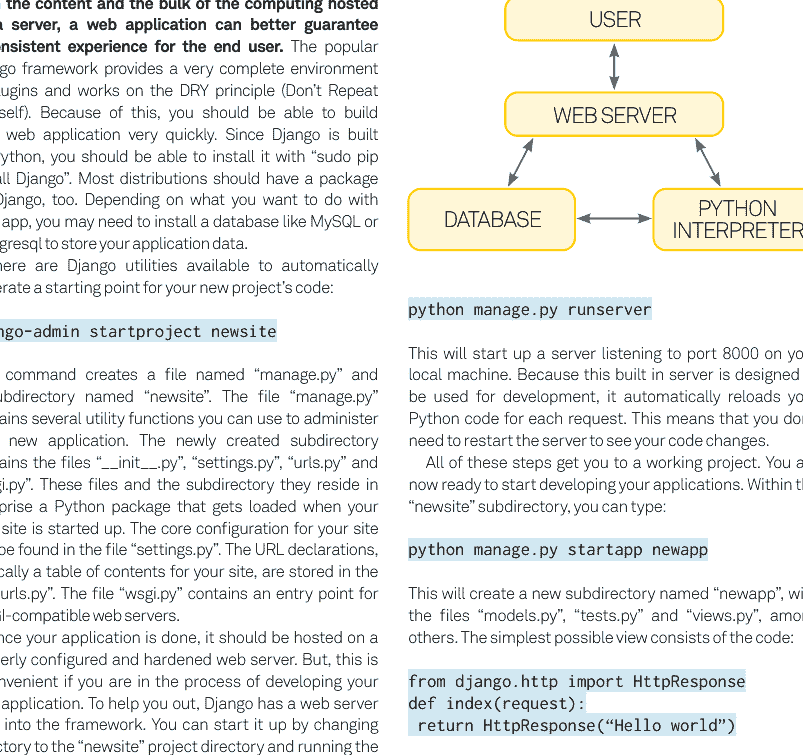 the content and the bulk of the computing hosted
a server, a web application can better guarantee
consistent experience for the end user. The popular
go framework provides a very complete environment
lugins and works on the DRY principle (Don’t Repeat
self). Because of this, you should be able to build
web application very quickly. Since Django is built
ython, you should be able to install it with “sudo pip
all Django”. Most distributions should have a package
Django, too. Depending on what you want to do with
app, you may need to install a database like MySQL or
gresql to store your application data.
here are Django utilities available to automatically
erate a starting point for your new project’s code:
ngo-admin startproject newsite
command creates a file named “manage.py” and
ubdirectory named “newsite”. The file “manage.py”
ains several utility functions you can use to administer
new application. The newly created subdirectory
ains the files “__init__.py”, “settings.py”, “urls.py” and
gi.py”. These files and the subdirectory they reside in
prise a Python package that gets loaded when your
site is started up. The core configuration for your site
be found in the file “settings.py”. The URL declarations,
cally a table of contents for your site, are stored in the
urls.py”. The file “wsgi.py” contains an entry point for
GI-compatible web servers.
nce your application is done, it should be hosted on a
erly configured and hardened web server. But, this is
nvenient if you are in the process of developing your
application. To help you out, Django has a web server
into the framework. You can start it up by changing
ctory to the “newsite” project directory and running the
USER
WEB SERVER
DATABASE
PYTHON
INTERPRETER
python manage.py runserver
This will start up a server listening to port 8000 on yo
local machine. Because this built in server is designed
be used for development, it automatically reloads yo
Python code for each request. This means that you don
need to restart the server to see your code changes.
All of these steps get you to a working project. You a
now ready to start developing your applications. Within th
“newsite” subdirectory, you can type:
python manage.py startapp newapp
This will create a new subdirectory named “newapp”, wi
the files “models.py”, “tests.py” and “views.py”, amon
others. The simplest possible view consists of the code:
from django.http import HttpResponse
def index(request):
return HttpResponse(“Hello world”)